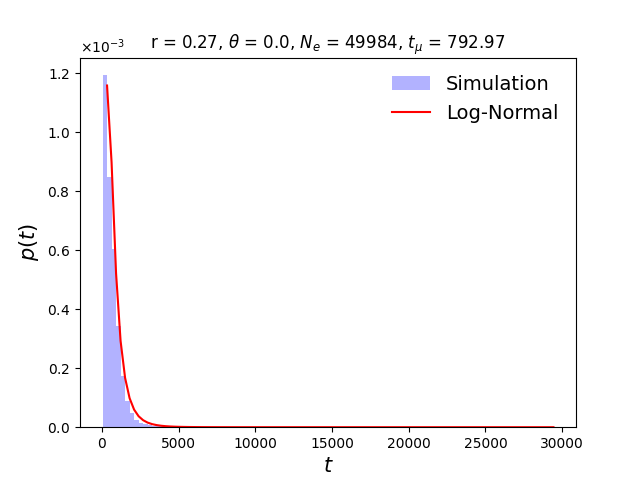 ×10⁻³ r = 0.27, θ = 0.0, Nₑ = 49984, t_μ = 792.97
Simulation
Log-Normal
1.2
1.0
0.8
0.6
0.4
0.2
0.0
p(t)
0 5000 10000 15000 20000 25000 30000
t